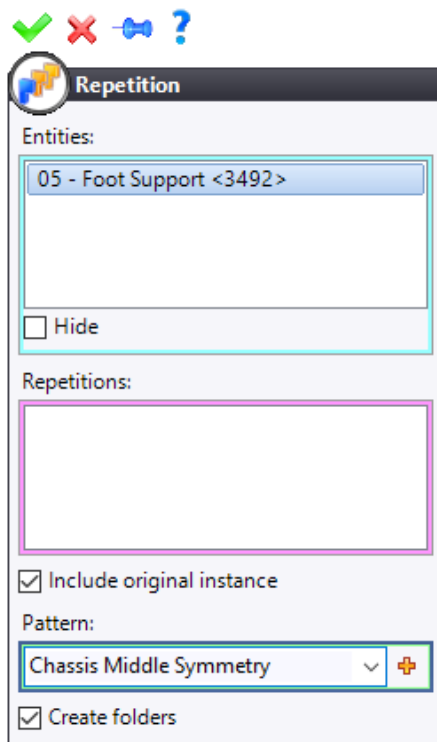 ?
Repetition
Entities:
05 - Foot Support <3492>
Hide
Repetitions:
Include original instance
Pattern:
Chassis Middle Symmetry
Create folders